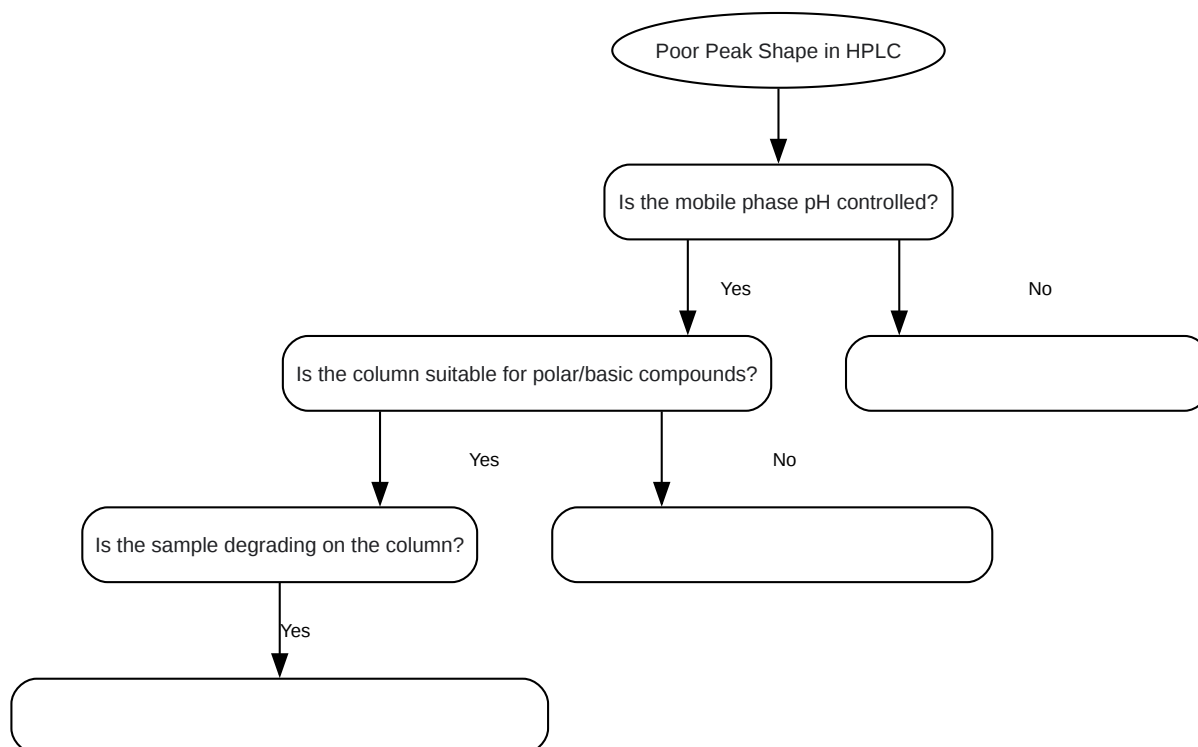 Poor Peak Shape in HPLC
Is the mobile phase pH controlled?
Yes
No
Is the column suitable for polar/basic compounds?
Yes
No
Is the sample degrading on the column?
Yes